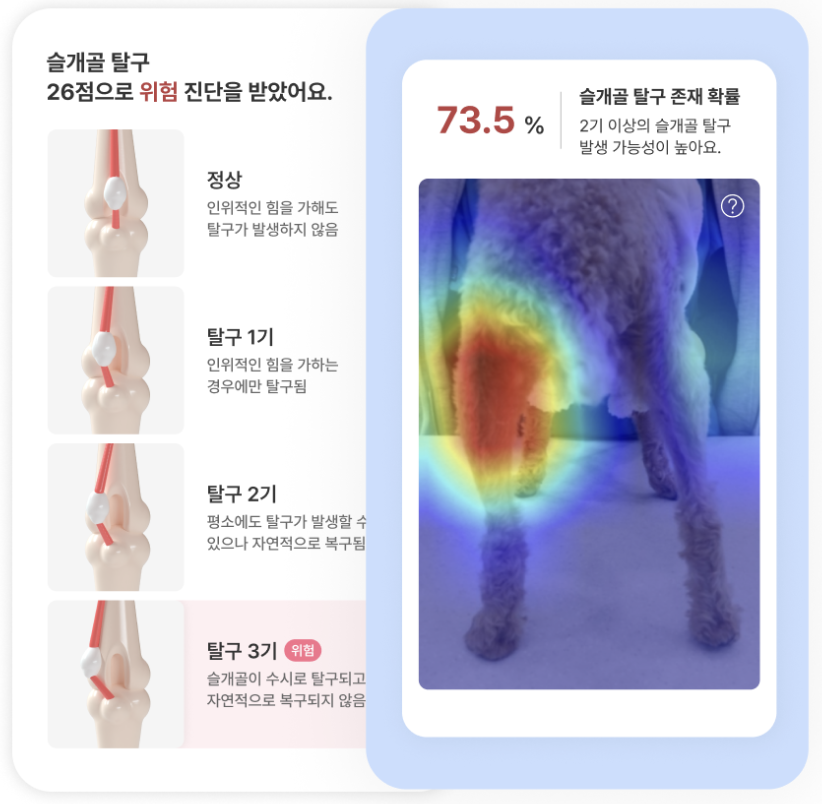 슬개골 탈구
26점으로 위험 진단을 받았어요.
정상
인위적인 힘을 가해도
탈구가 발생하지 않음
탈구 1기
인위적인 힘을 가하는
경우에만 탈구됨
탈구 2기
평소에도 탈구가 발생할 수
있으나 자연적으로 복구됨
탈구 3기 위험
슬개골이 수시로 탈구되고
자연적으로 복구되지 않음
73.5 %
슬개골 탈구 존재 확률
2기 이상의 슬개골 탈구
발생 가능성이 높아요.
?